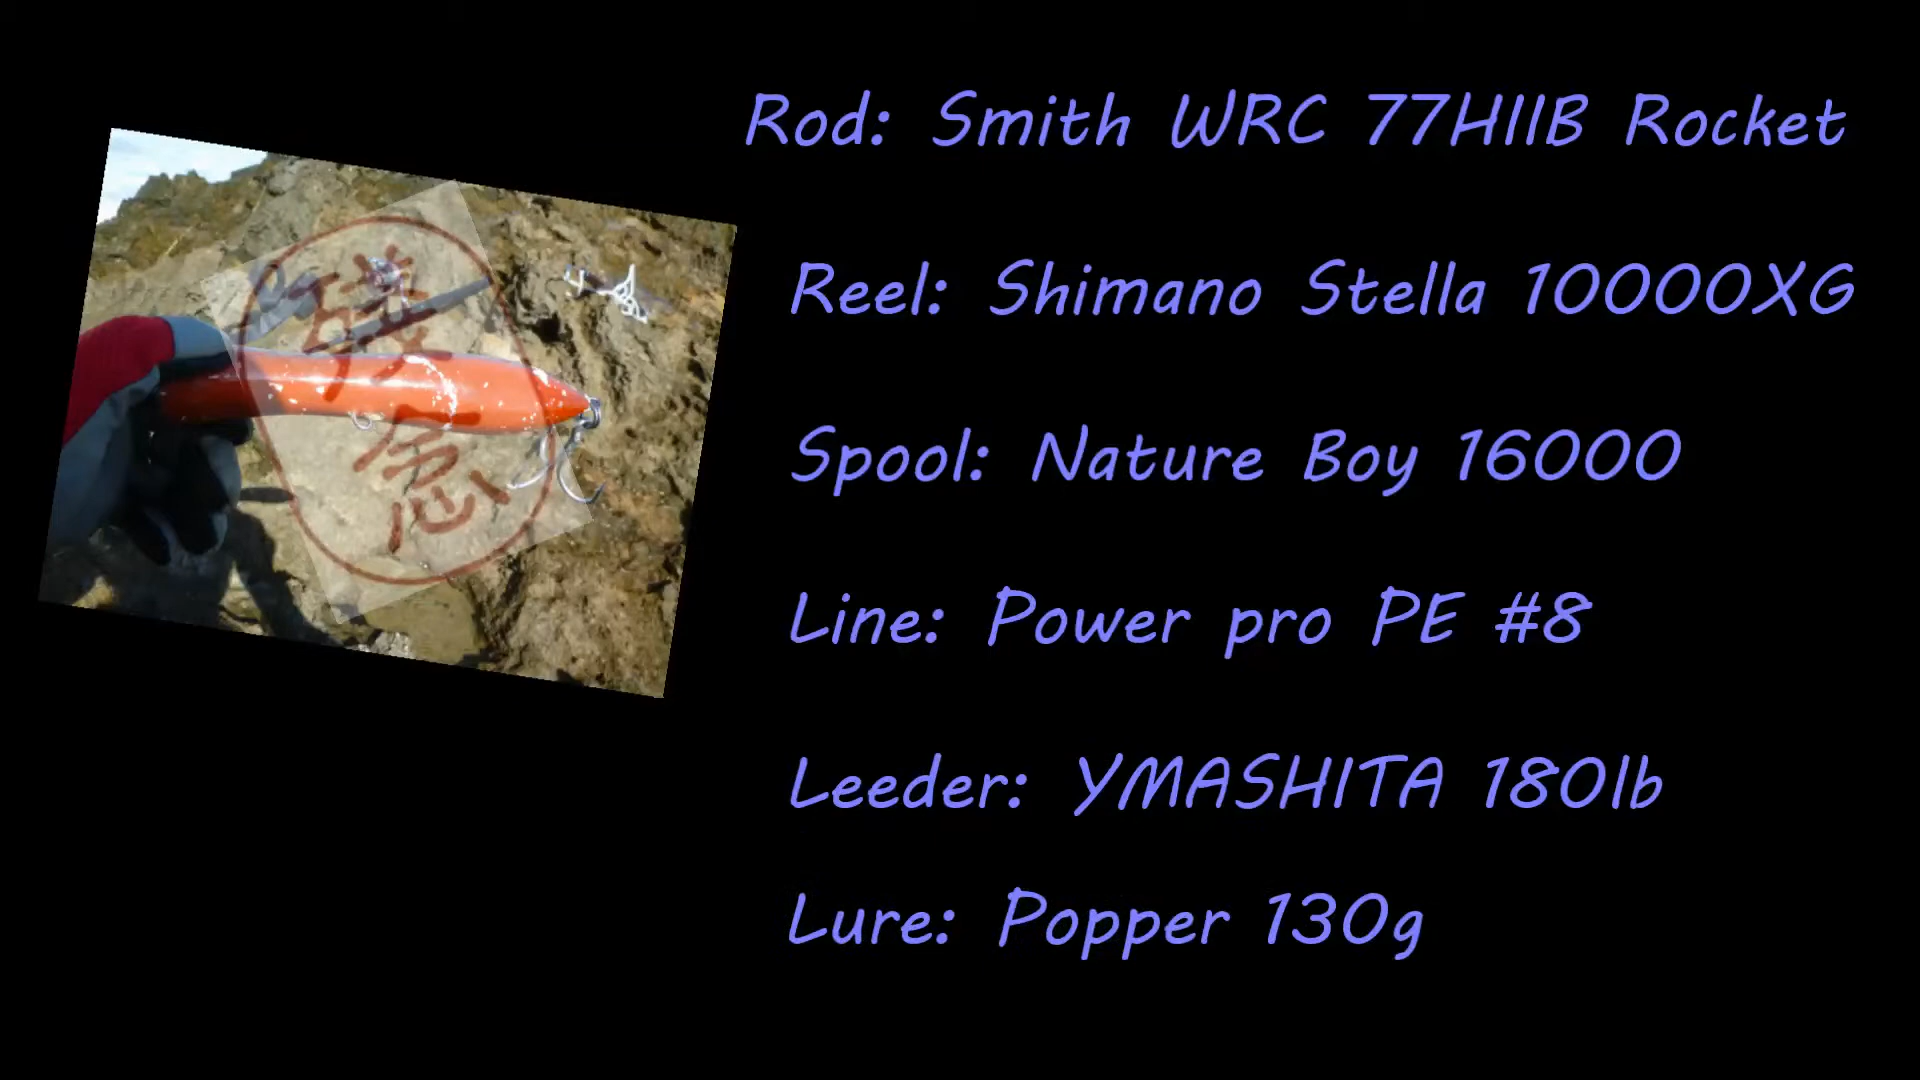 Rod: Smith WRC 77HIIB Rocket
Reel: Shimano Stella 10000XG
Spool: Nature Boy 16000
Line: Power pro PE #8
Leeder: YMASHITA 180lb
Lure: Popper 130g